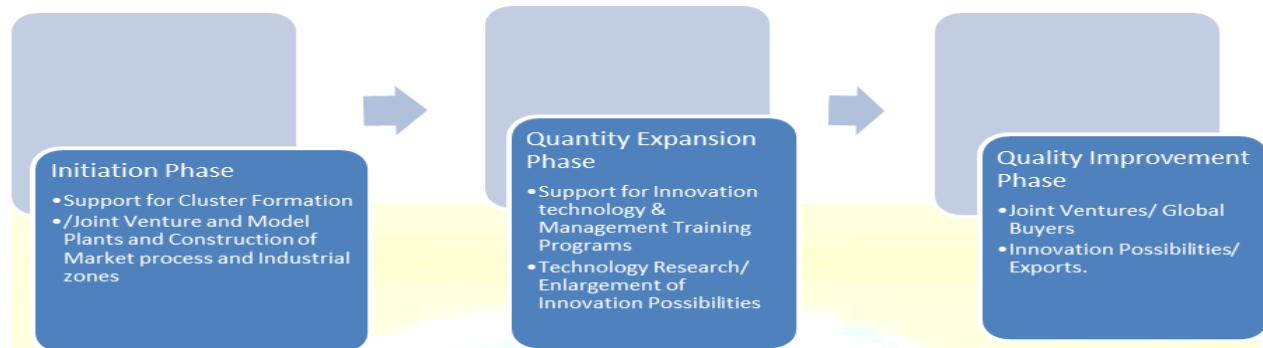 Initiation Phase
•Support for Cluster Formation
•/Joint Venture and Model
Plants and Construction of
Market process and Industrial
zones
Quantity Expansion
Phase
•Support for Innovation
technology &
Management Training
Programs
•Technology Research/
Enlargement of
Innovation Possibilities
Quality Improvement
Phase
•Joint Ventures/ Global
Buyers
•Innovation Possibilities/
Exports.